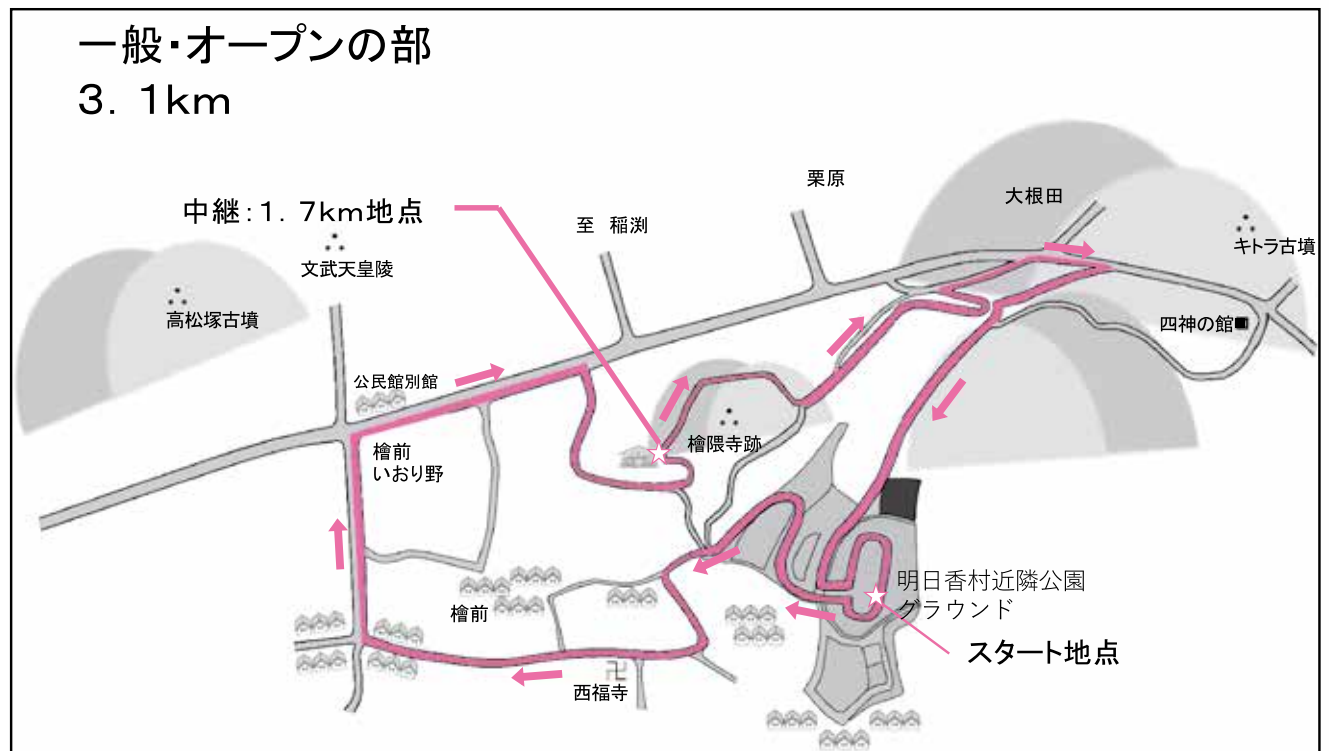 一般・オープンの部
3.1km
中継：1.7km地点
栗原
大根田
至 稲渕
文武天皇陵
キトラ古墳
高松塚古墳
四神の館
公民館別館
檜前
いおり野
檜隈寺跡
明日香村近隣公園
グラウンド
檜前
スタート地点
卍
西福寺